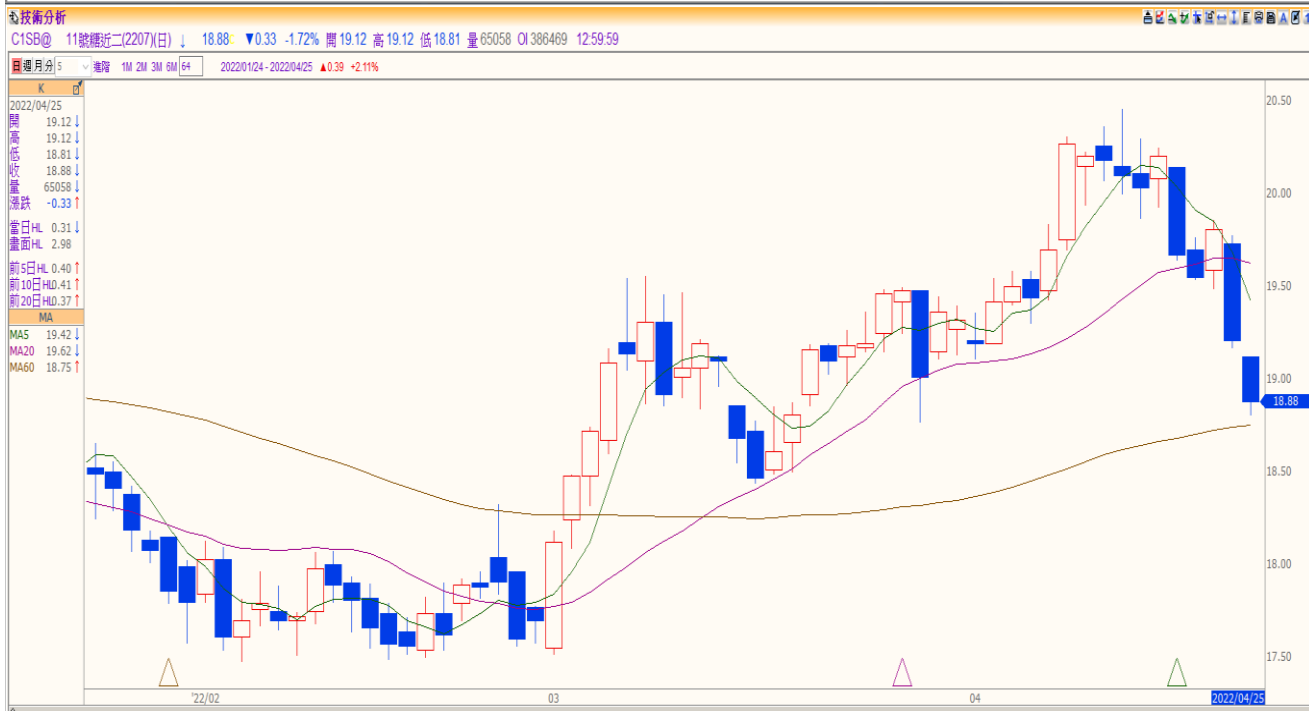 技術分析
C1SB@ 11號糖近二(2207)(日) ↓ 18.88 ▼0.33 -1.72% 開 19.12 高 19.12 低 18.81 量 65058 OI 386469 12:59:59
日 週 月 分 5 進階 1M 2M 3M 6M 64 2022/01/24 - 2022/04/25 ▲0.39 +2.11%
K
2022/04/25
開 19.12↓
高 19.12↓
低 18.81↓
收 18.88↓
量 65058↓
漲跌 -0.33↑
當日HL 0.31↓
畫面HL 2.98
前5日HL 0.40↑
前10日HL0.41↑
前20日HL0.37↑
MA
MA5 19.42↓
MA20 19.62↓
MA60 18.75↑
20.50
20.00
19.50
19.00
18.88
18.50
18.00
17.50
'22/02 03 04 2022/04/25